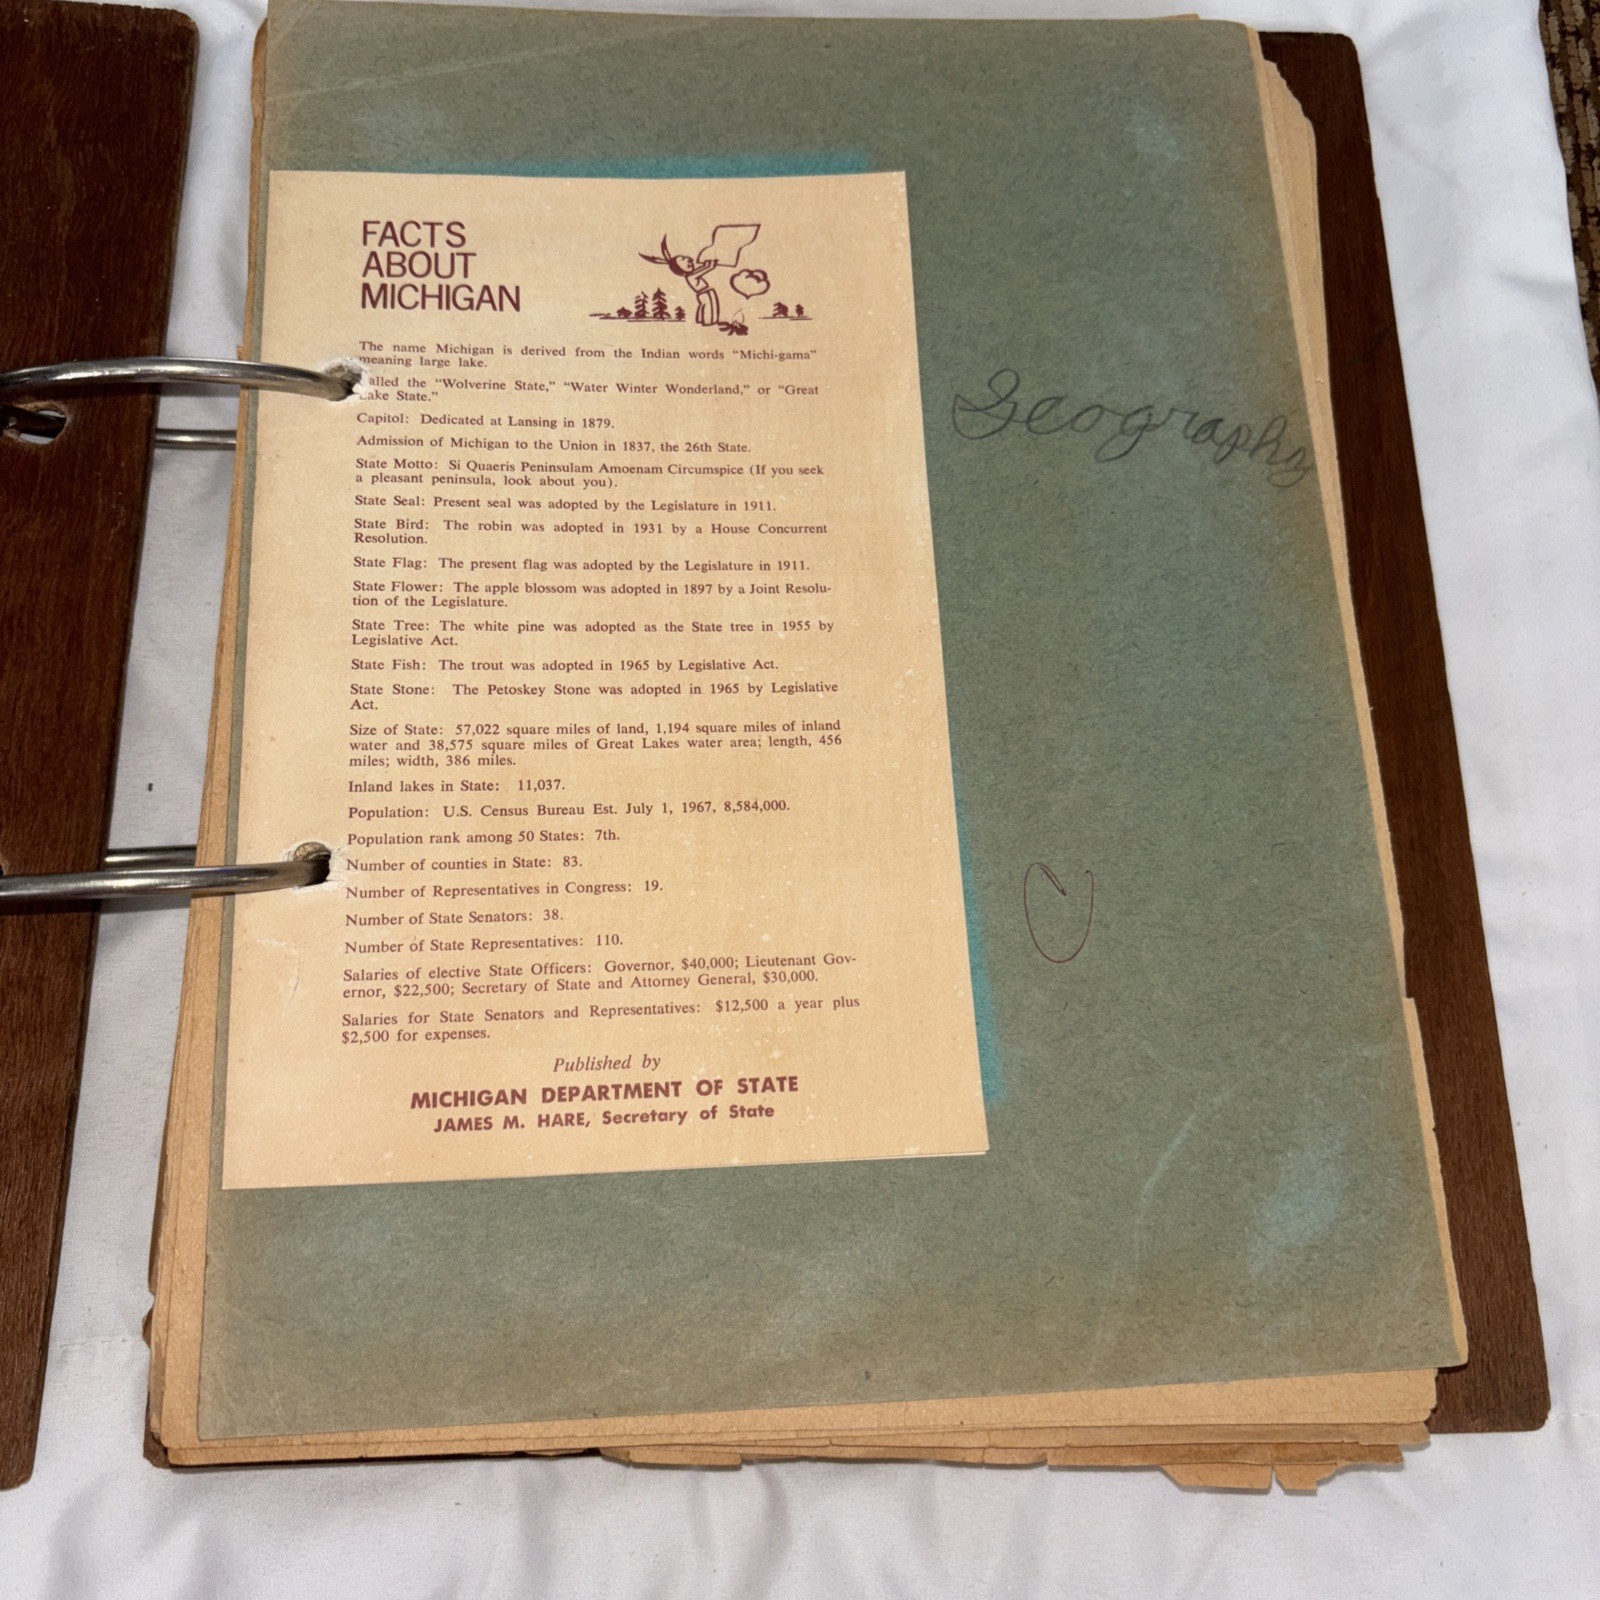 FACTS
ABOUT
MICHIGAN
The name Michigan is derived from the Indian words “Michi-gama”
meaning large lake.
alled the “Wolverine State,” “Water Winter Wonderland,” or “Great
Lake State.”
Capitol: Dedicated at Lansing in 1879.
Admission of Michigan to the Union in 1837, the 26th State.
State Motto: Si Quaeris Peninsulam Amoenam Circumspice (If you seek
a pleasant peninsula, look about you).
State Seal: Present seal was adopted by the Legislature in 1911.
State Bird: The robin was adopted in 1931 by a House Concurrent
Resolution.
State Flag: The present flag was adopted by the Legislature in 1911.
State Flower: The apple blossom was adopted in 1897 by a Joint Resolu-
tion of the Legislature.
State Tree: The white pine was adopted as the State tree in 1955 by
Legislative Act.
State Fish: The trout was adopted in 1965 by Legislative Act.
State Stone: The Petoskey Stone was adopted in 1965 by Legislative
Act.
Size of State: 57,022 square miles of land, 1,194 square miles of inland
water and 38,575 square miles of Great Lakes water area; length, 456
miles; width, 386 miles.
Inland lakes in State: 11,037.
Population: U.S. Census Bureau Est. July 1, 1967, 8,584,000.
Population rank among 50 States: 7th.
Number of counties in State: 83.
Number of Representatives in Congress: 19.
Number of State Senators: 38.
Number of State Representatives: 110.
Salaries of elective State Officers: Governor, $40,000; Lieutenant Gov-
ernor, $22,500; Secretary of State and Attorney General, $30,000.
Salaries for State Senators and Representatives: $12,500 a year plus
$2,500 for expenses.
Published by
MICHIGAN DEPARTMENT OF STATE
JAMES M. HARE, Secretary of State
Geography